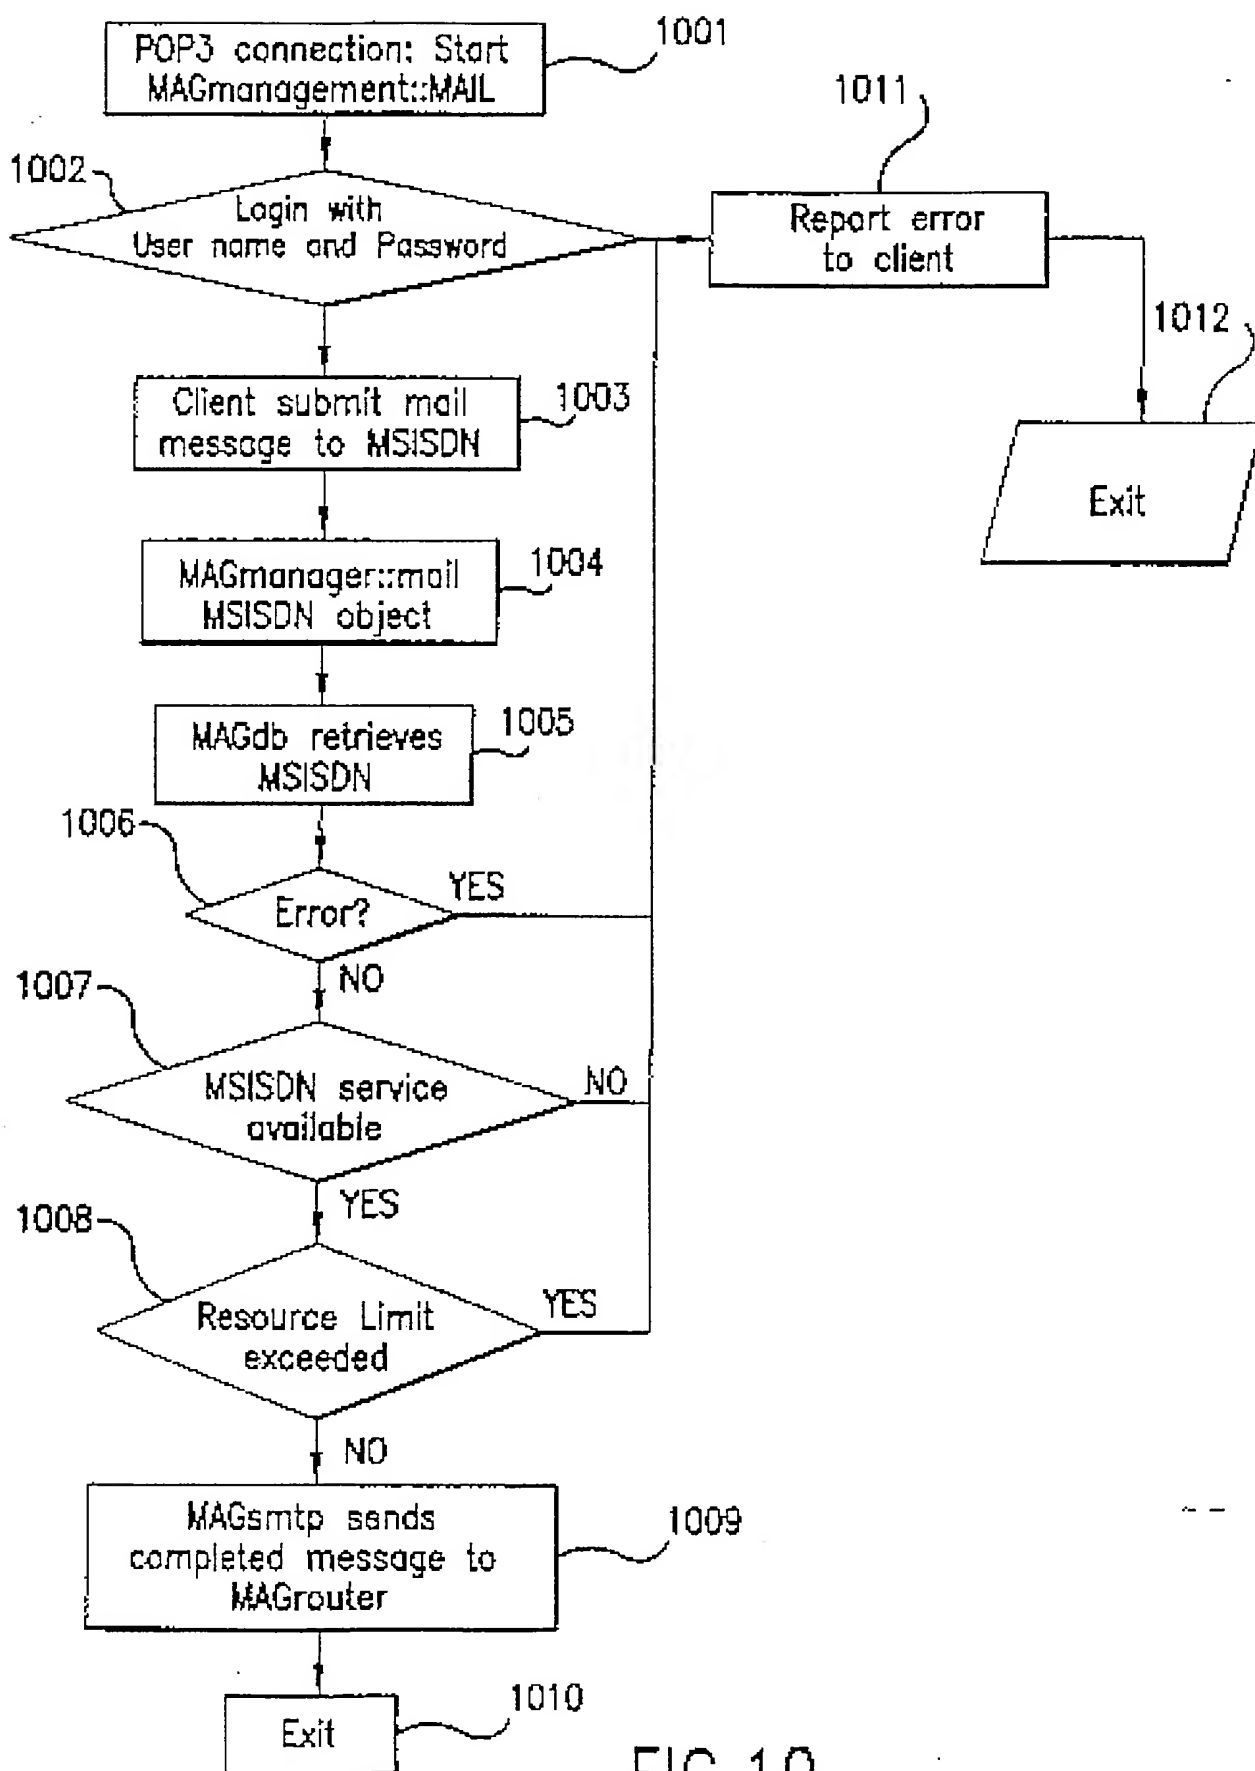 POP3 connection: Start
MAGmanagement::MAIL
1001
1002
Login with
User name and Password
1011
Report error
to client
1012
Exit
Client submit mail
message to MSISDN
1003
MAGmanager::mail
MSISDN object
1004
MAGdb retrieves
MSISDN
1005
1006
Error?
YES
NO
1007
MSISDN service
available
NO
YES
1008
Resource Limit
exceeded
YES
NO
MAGsmtp sends
completed message to
MAGrouter
1009
Exit
1010
FIG.10